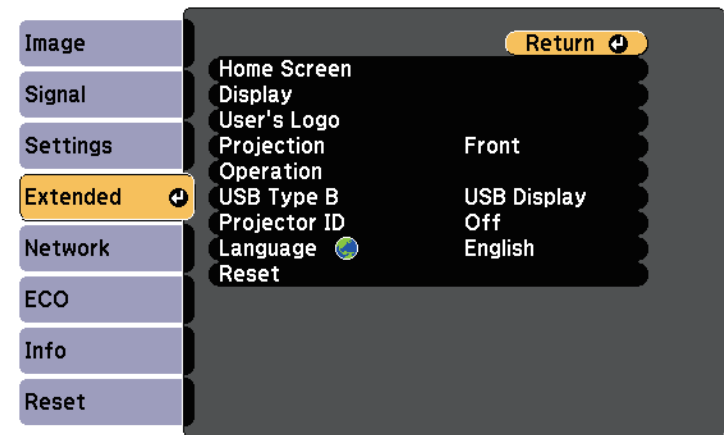 Image
Signal
Settings
Extended
Network
ECO
Info
Reset
Return
Home Screen
Display
User's Logo
Projection Front
Operation
USB Type B USB Display
Projector ID Off
Language English
Reset